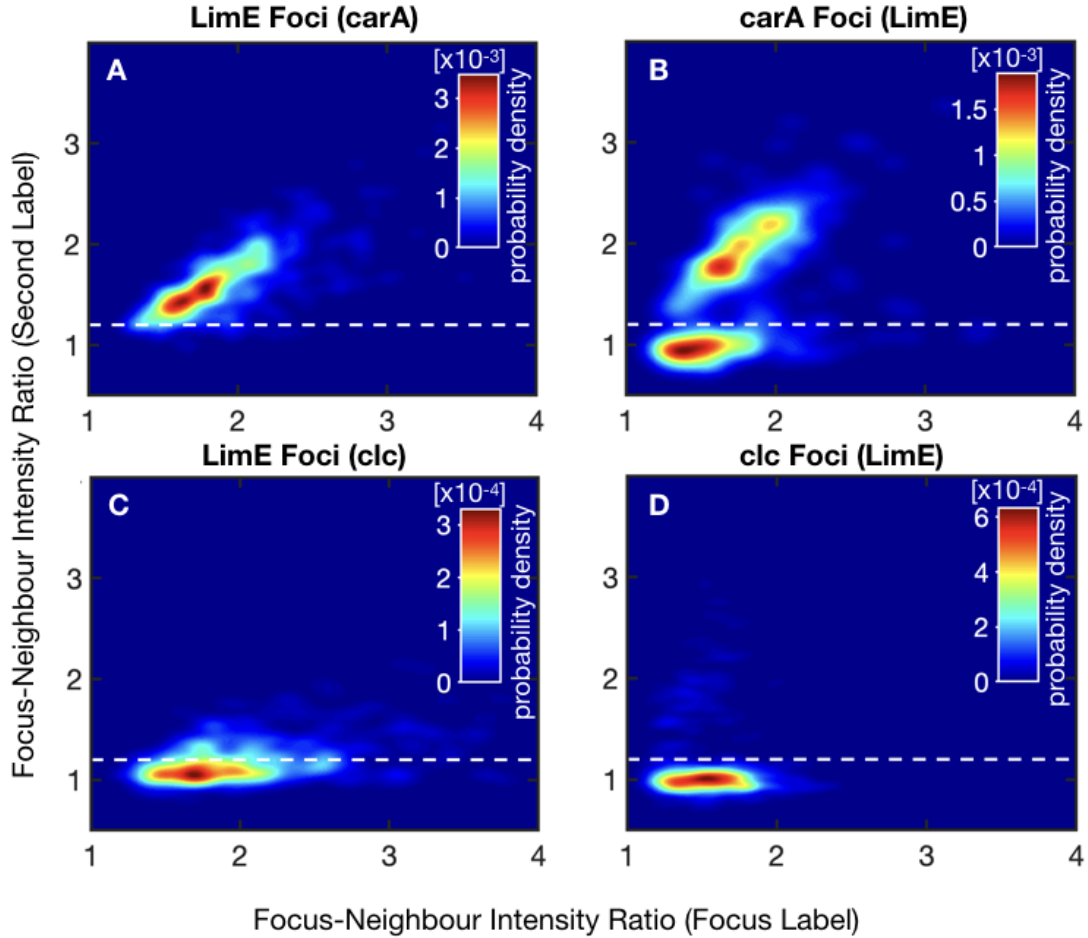 LimE Foci (carA)
A
[x10-3]
3
2
1
0
probability density
3
2
1
1 2 3 4
carA Foci (LimE)
B
[x10-3]
1.5
1
0.5
0
probability density
3
2
1
1 2 3 4
LimE Foci (clc)
C
[x10-4]
3
2
1
0
probability density
3
2
1
1 2 3 4
clc Foci (LimE)
D
[x10-4]
6
4
2
0
probability density
3
2
1
1 2 3 4
Focus-Neighbour Intensity Ratio (Second Label)
Focus-Neighbour Intensity Ratio (Focus Label)